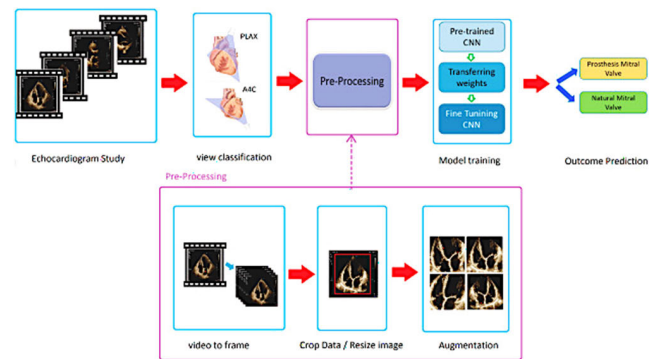 PLAX
A4C
Pre-Processing
Pre-trained
CNN
Transferring
weights
Fine Tunining
CNN
Prosthesis Mitral
Valve
Natural Mitral
Valve
Echocardiogram Study
view classification
Model training
Outcome Prediction
Pre-Processing
video to frame
Crop Data / Resize image
Augmentation